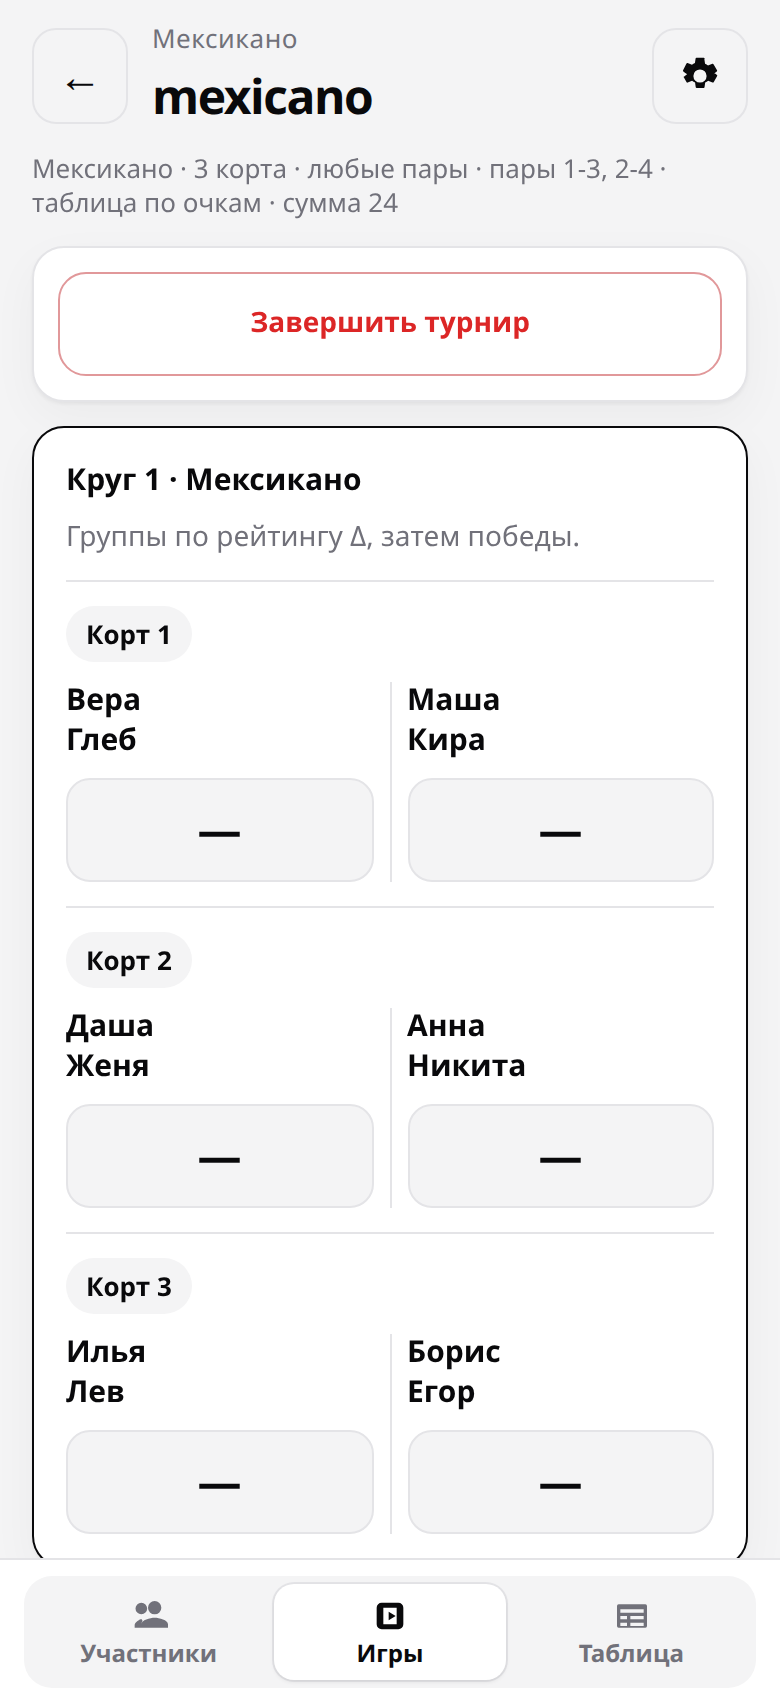 ←
Мексикано
mexicano
Мексикано · 3 корта · любые пары · пары 1-3, 2-4 ·
таблица по очкам · сумма 24
Завершить турнир
Круг 1 · Мексикано
Группы по рейтингу Δ, затем победы.
Корт 1
Вера
Глеб
Маша
Кира
—
—
Корт 2
Даша
Женя
Анна
Никита
—
—
Корт 3
Илья
Лев
Борис
Егор
—
—
Участники
Игры
Таблица